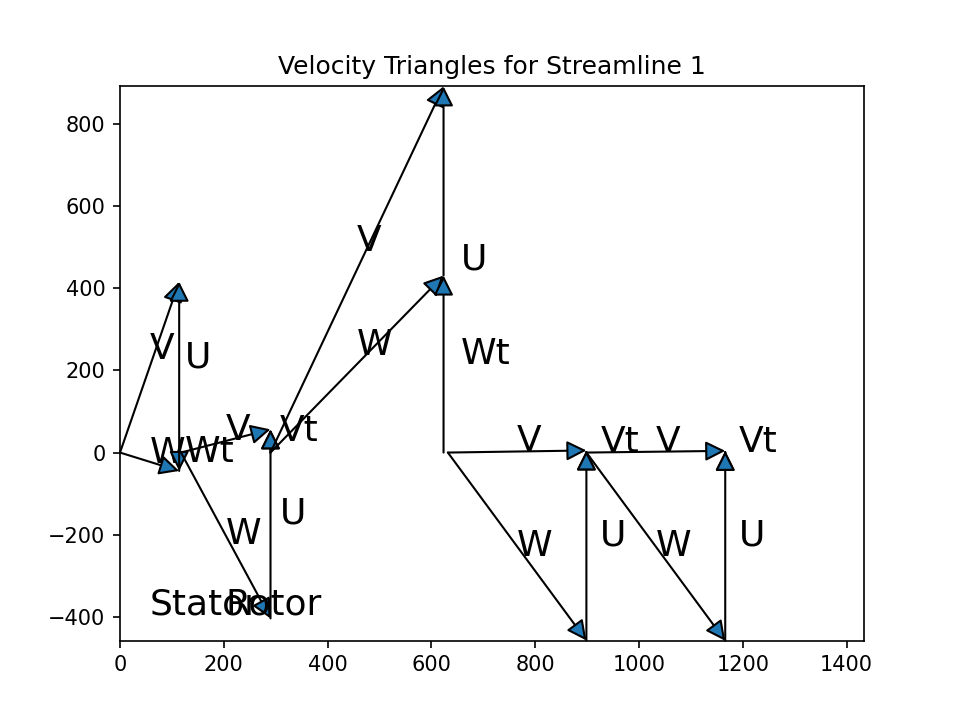 Velocity Triangles for Streamline 1
800
600
400
200
0
−200
−400
V
U
V
U
W
Wt
W
Wt
V
Vt
V
Vt
V
Vt
W
U
W
U
W
U
Stator
Rotor
0
200
400
600
800
1000
1200
1400